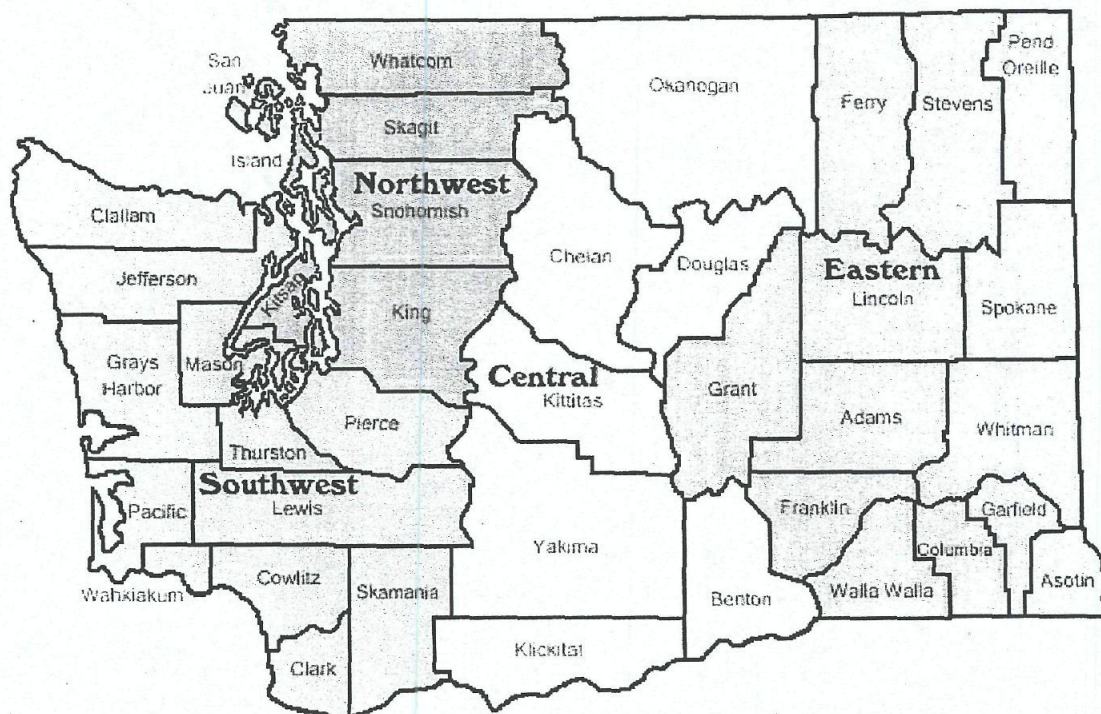 Whatcom
San
Juan
Okanogan
Pend
Oreille
Ferry
Stevens
Skagit
Island
Northwest
Snohomish
Clallam
Chelan
Douglas
Eastern
Lincoln
Jefferson
Kitsap
King
Spokane
Grays
Harbor
Mason
Central
Kittitas
Grant
Adams
Whitman
Pierce
Thurston
Southwest
Lewis
Pacific
Franklin
Garfield
Yakima
Columbia
Wahkiakum
Cowlitz
Skamania
Benton
Walla Walla
Asotin
Klickitat
Clark